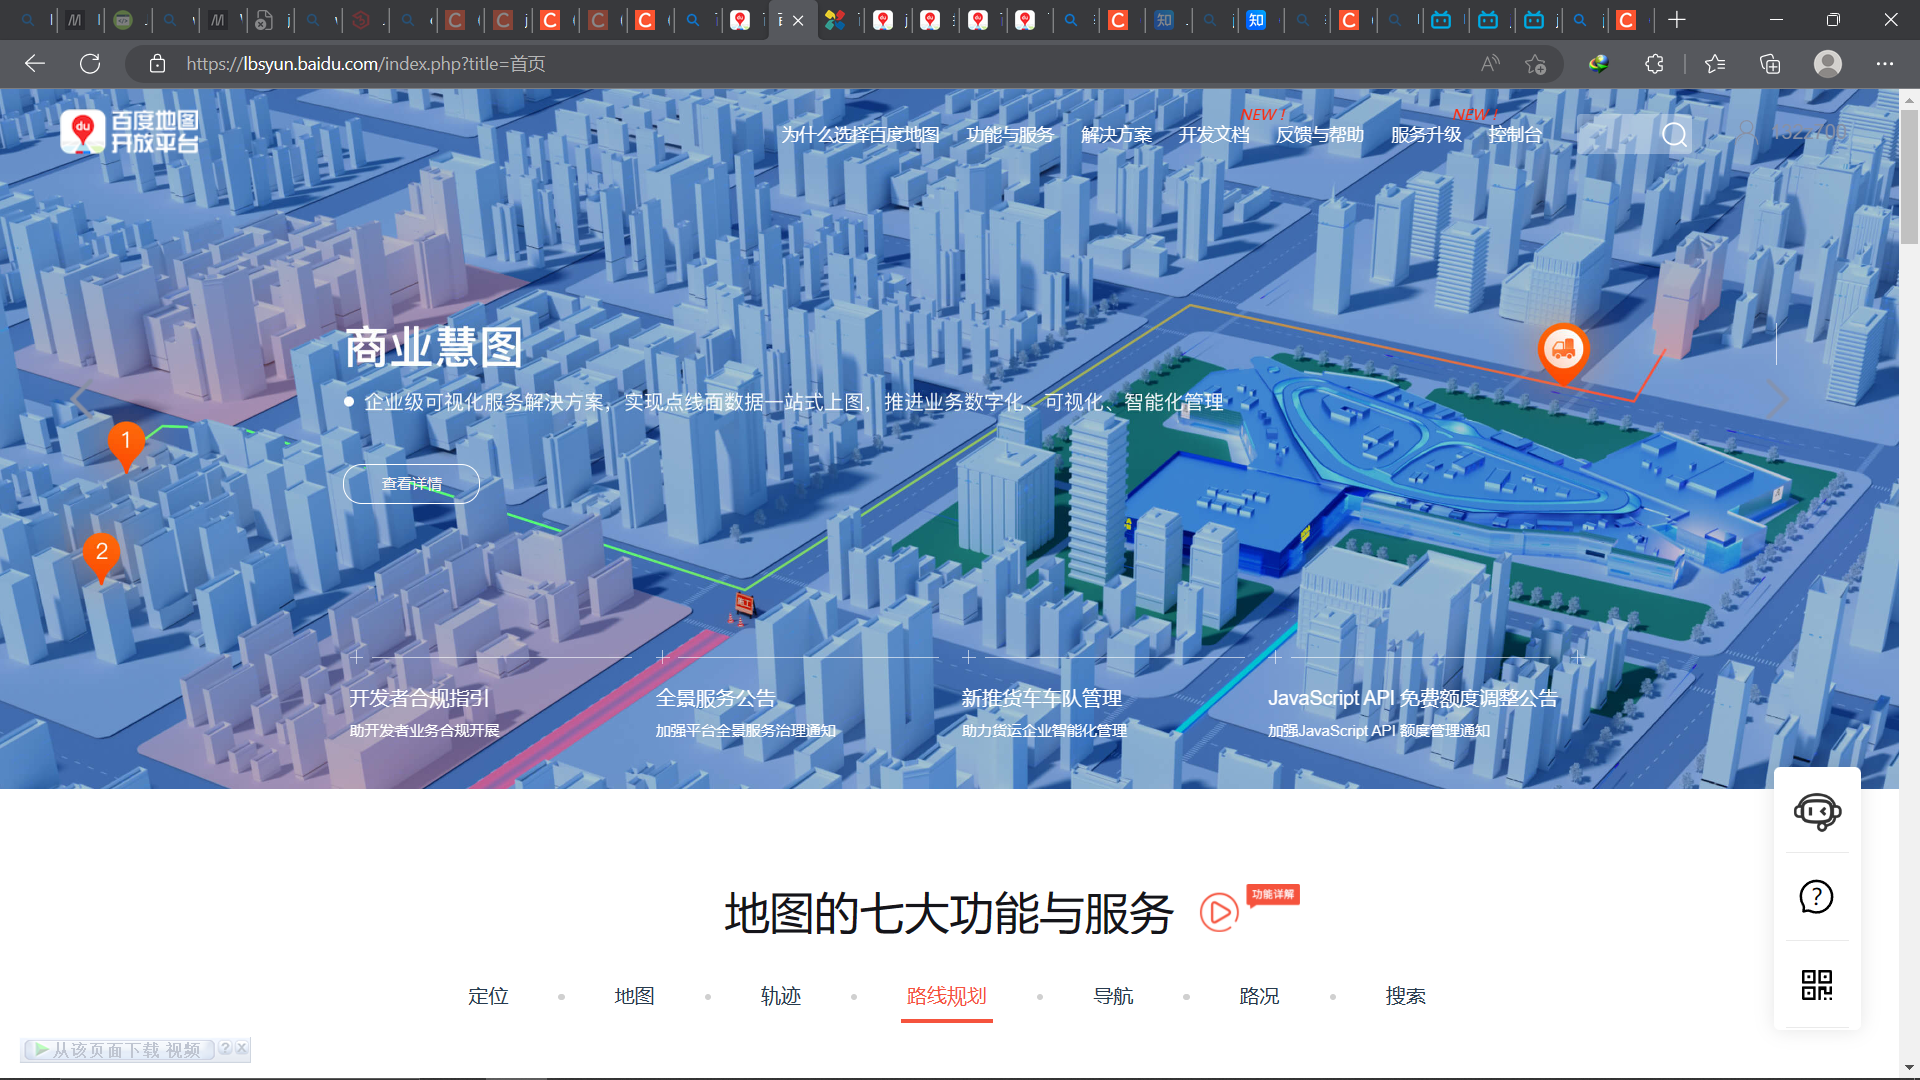 https://lbsyun.baidu.com/index.php?title=首页
du
百度地图
开放平台
为什么选择百度地图
功能与服务
解决方案
NEW !
开发文档
反馈与帮助
NEW !
服务升级
控制台
商业慧图
企业级可视化服务解决方案，实现点线面数据一站式上图，推进业务数字化、可视化、智能化管理
1
查看详情
2
开发者合规指引
助开发者业务合规开展
全景服务公告
加强平台全景服务治理通知
新推货车车队管理
助力货运企业智能化管理
JavaScript API 免费额度调整公告
加强JavaScript API 额度管理通知
地图的七大功能与服务
功能详解
定位
地图
轨迹
路线规划
导航
路况
搜索
从该页面下载 视频